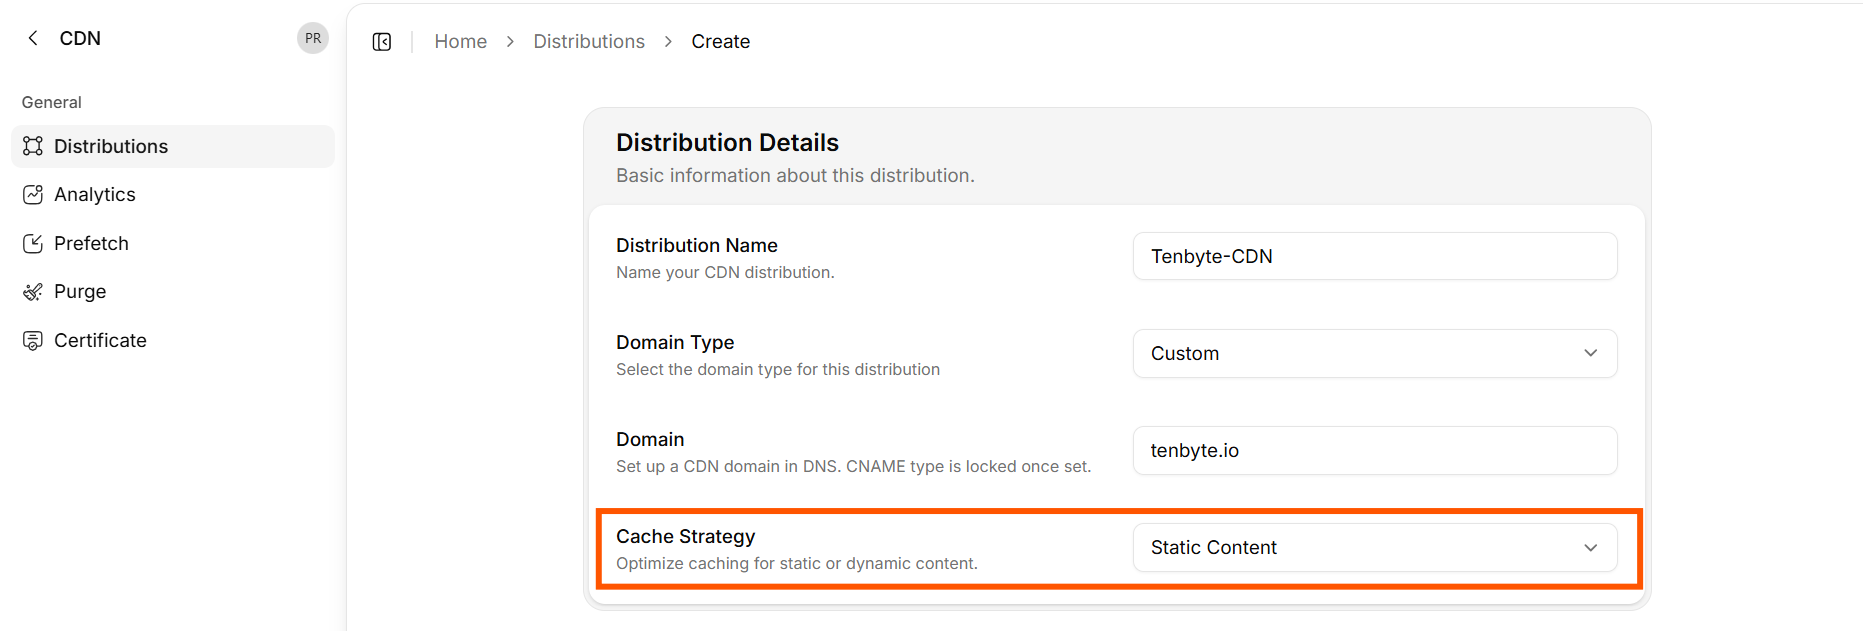 CDN
PR
General
Distributions
Analytics
Prefetch
Purge
Certificate
Home > Distributions > Create
Distribution Details
Basic information about this distribution.
Distribution Name
Name your CDN distribution.
Tenbyte-CDN
Domain Type
Select the domain type for this distribution
Custom
Domain
Set up a CDN domain in DNS. CNAME type is locked once set.
tenbyte.io
Cache Strategy
Optimize caching for static or dynamic content.
Static Content